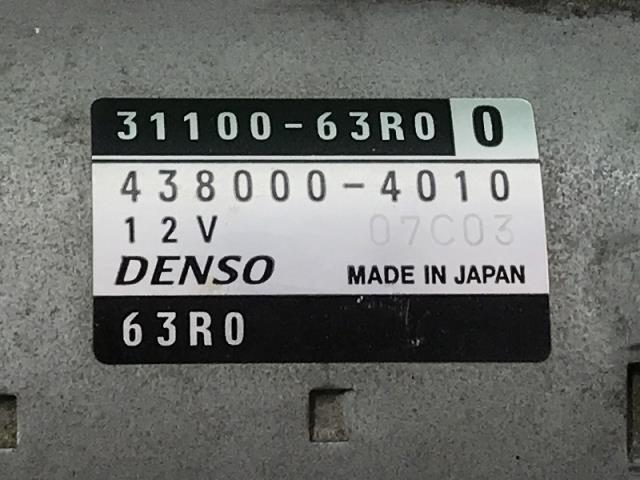 31100-63R0 0
438000-4010
12V 07C03
DENSO MADE IN JAPAN
63R0